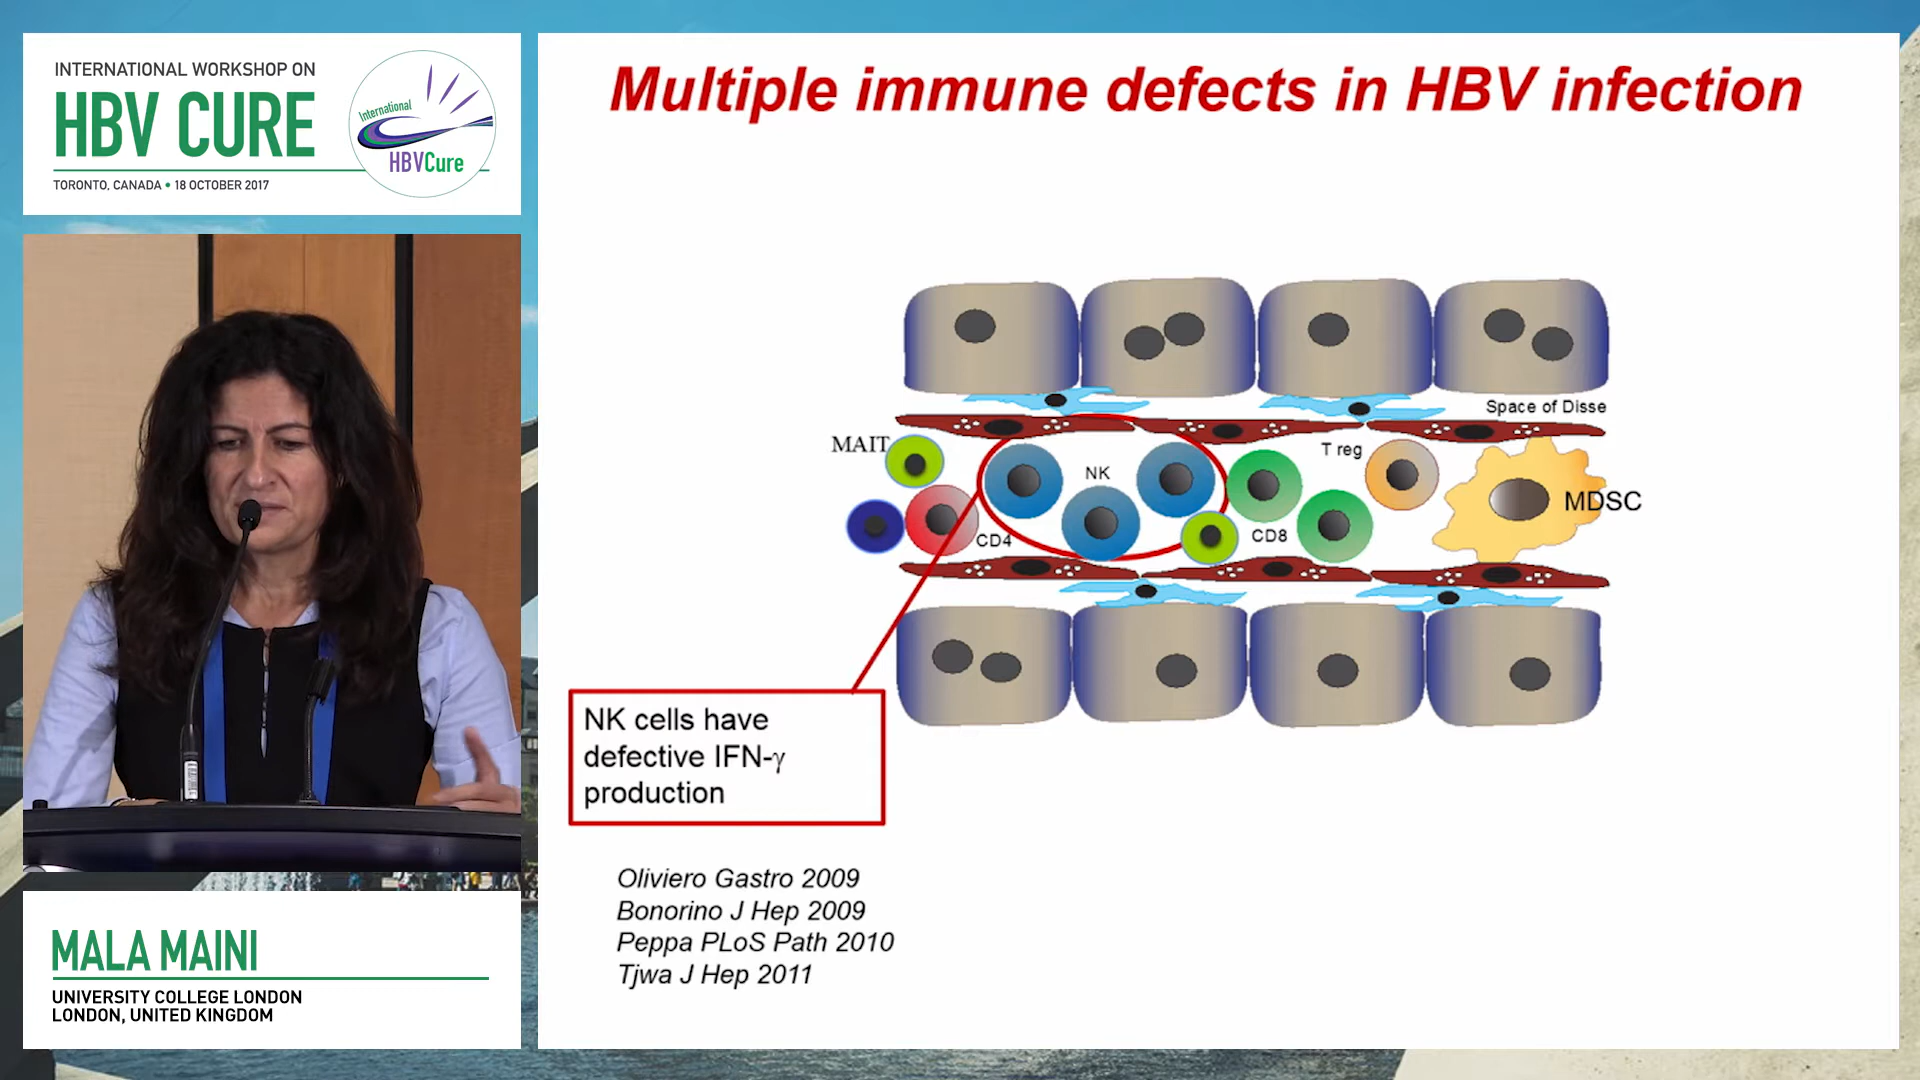 INTERNATIONAL WORKSHOP ON
HBV CURE
TORONTO, CANADA • 18 OCTOBER 2017
International
HBVCure
Multiple immune defects in HBV infection
Space of Disse
MAIT
NK
T reg
MDSC
CD4
CD8
NK cells have
defective IFN-γ
production
Oliviero Gastro 2009
Bonorino J Hep 2009
Peppa PLoS Path 2010
Tjwa J Hep 2011
MALA MAINI
UNIVERSITY COLLEGE LONDON
LONDON, UNITED KINGDOM